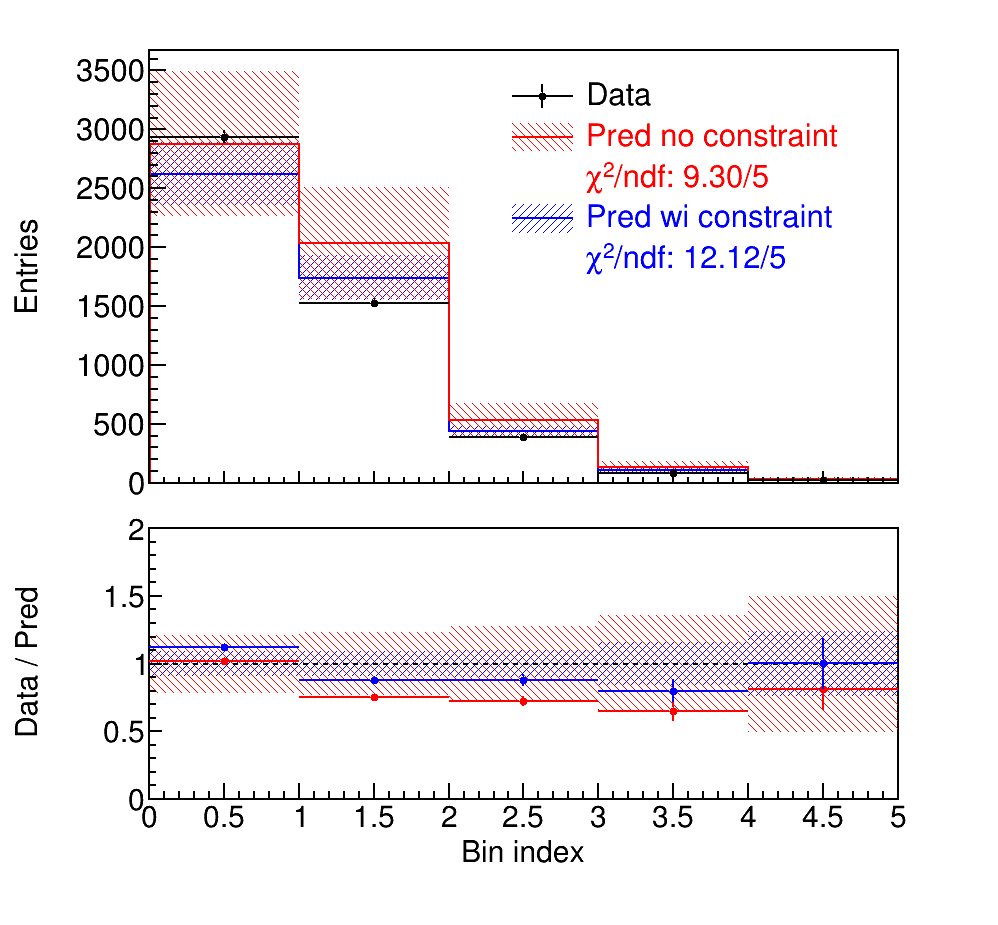 Entries
3500
3000
2500
2000
1500
1000
500
0
Data
Pred no constraint
χ²/ndf: 9.30/5
Pred wi constraint
χ²/ndf: 12.12/5
Data / Pred
2
1.5
1
0.5
0
0 0.5 1 1.5 2 2.5 3 3.5 4 4.5 5
Bin index